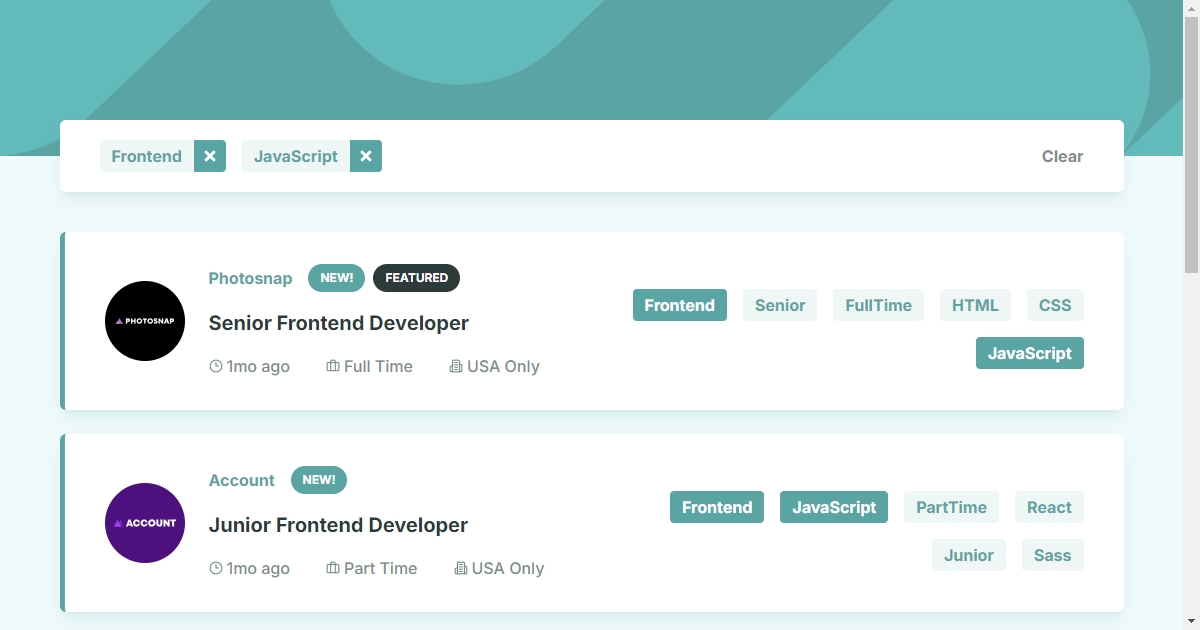 Frontend JavaScript Clear
Photosnap NEW! FEATURED
PHOTOSNAP
Senior Frontend Developer
1mo ago Full Time USA Only
Frontend Senior FullTime HTML CSS
JavaScript
Account NEW!
ACCOUNT
Junior Frontend Developer
1mo ago Part Time USA Only
Frontend JavaScript PartTime React
Junior Sass